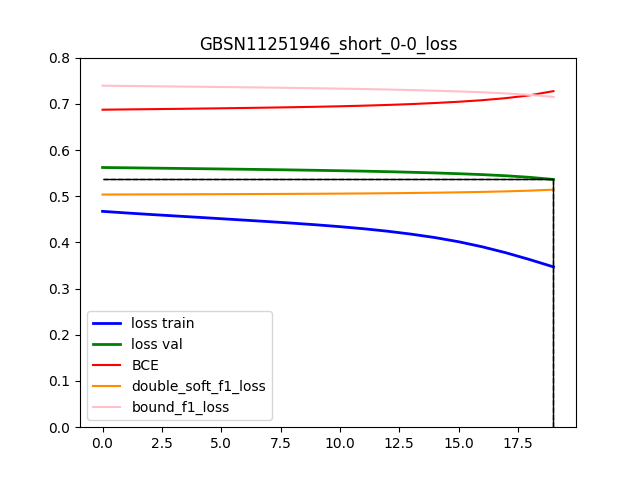 GBSN11251946_short_0-0_loss
0.8
0.7
0.6
0.5
0.4
0.3
0.2
0.1
0.0
loss train
loss val
BCE
double_soft_f1_loss
bound_f1_loss
0.0 2.5 5.0 7.5 10.0 12.5 15.0 17.5